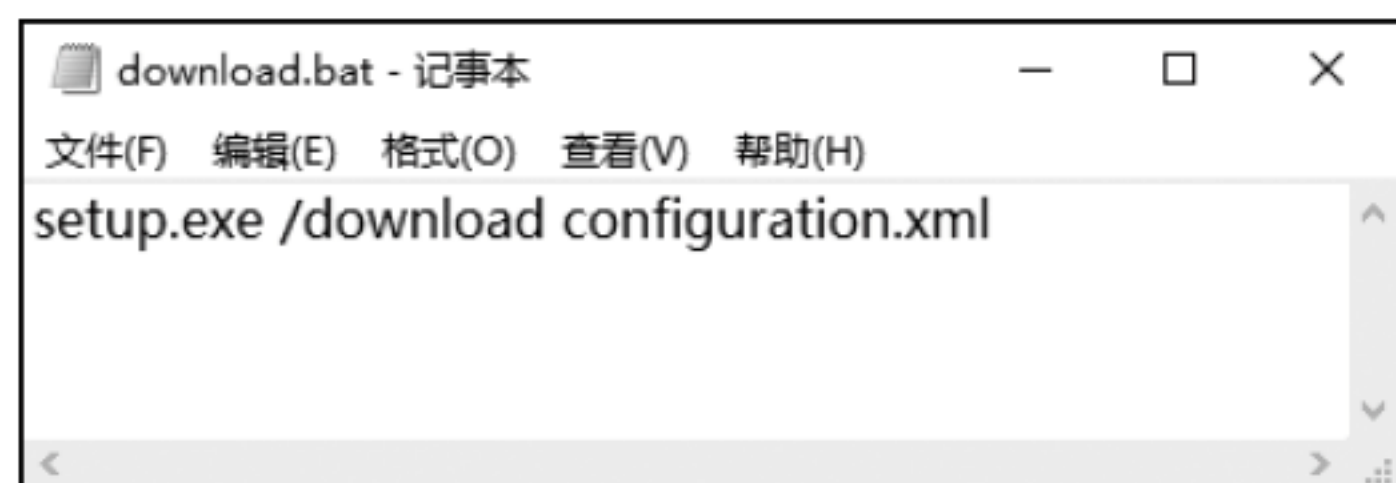 download.bat - 记事本
文件(F) 编辑(E) 格式(O) 查看(V) 帮助(H)
setup.exe /download configuration.xml